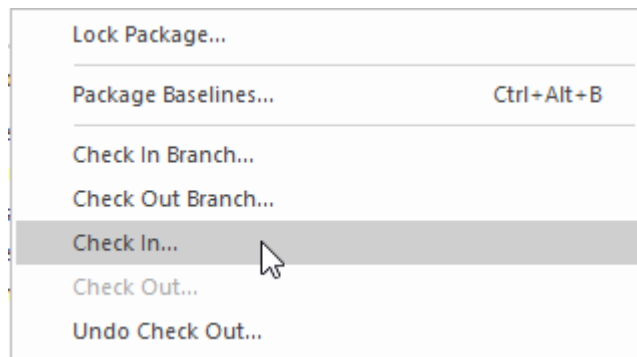 Lock Package...
Package Baselines... Ctrl+Alt+B
Check In Branch...
Check Out Branch...
Check In...
Check Out...
Undo Check Out...